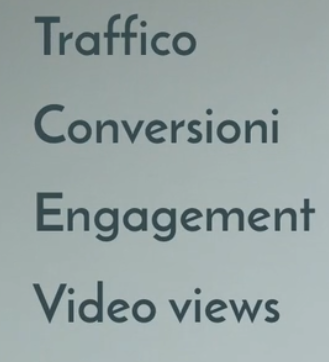 Traffico
Conversioni
Engagement
Video views